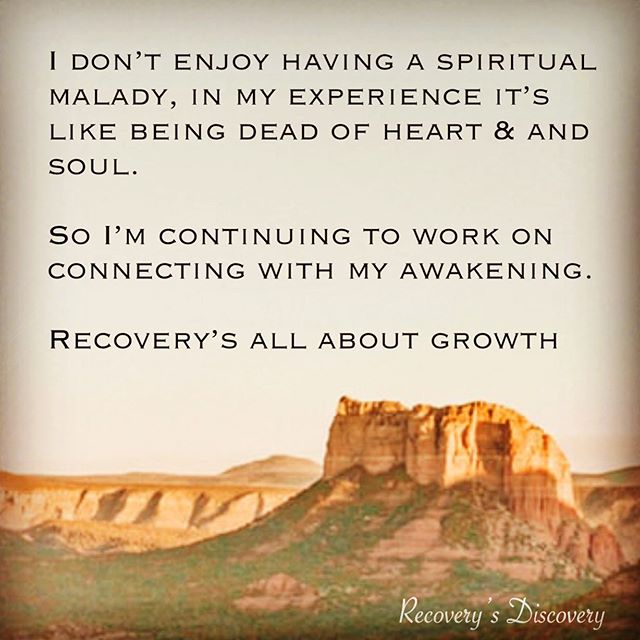 I DON'T ENJOY HAVING A SPIRITUAL
MALADY, IN MY EXPERIENCE IT'S
LIKE BEING DEAD OF HEART & AND
SOUL.
SO I'M CONTINUING TO WORK ON
CONNECTING WITH MY AWAKENING.
RECOVERY'S ALL ABOUT GROWTH
Recovery's Discovery